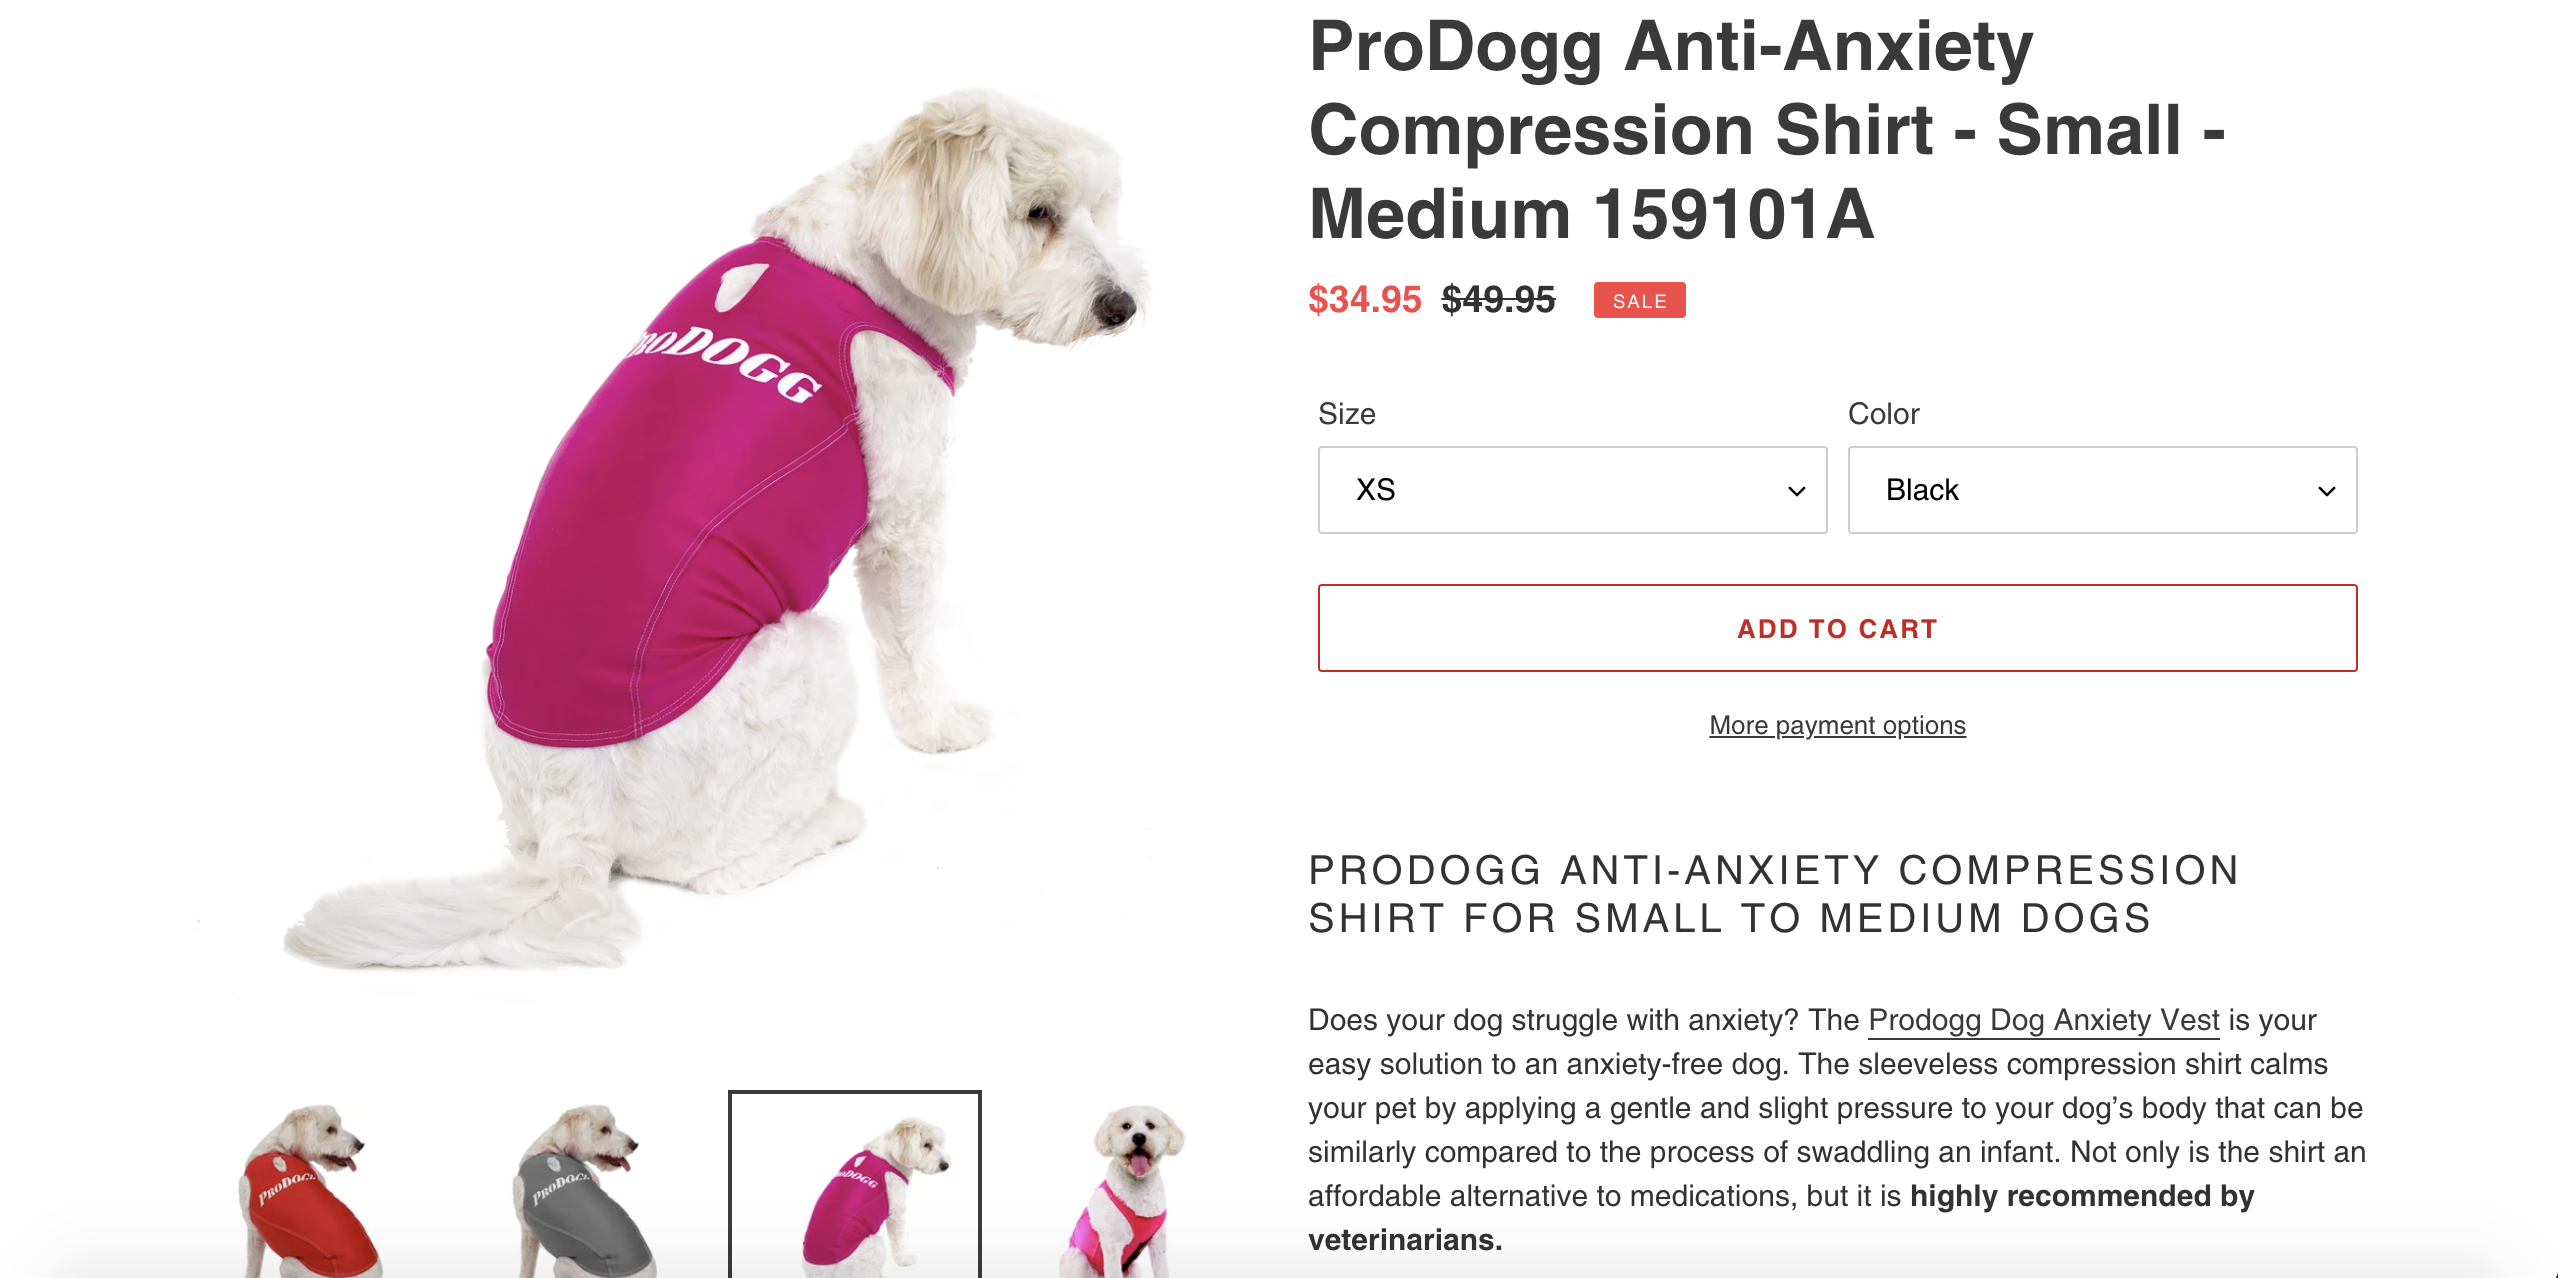 ProDogg Anti-Anxiety
Compression Shirt - Small -
Medium 159101A
$34.95 $49.95 SALE
Size Color
XS Black
ADD TO CART
More payment options
PRODOGG ANTI-ANXIETY COMPRESSION
SHIRT FOR SMALL TO MEDIUM DOGS
Does your dog struggle with anxiety? The Prodogg Dog Anxiety Vest is your
easy solution to an anxiety-free dog. The sleeveless compression shirt calms
your pet by applying a gentle and slight pressure to your dog’s body that can be
similarly compared to the process of swaddling an infant. Not only is the shirt an
affordable alternative to medications, but it is highly recommended by
veterinarians.
PRODOGG
PRODOGG
PRODOGG
PRODOGG